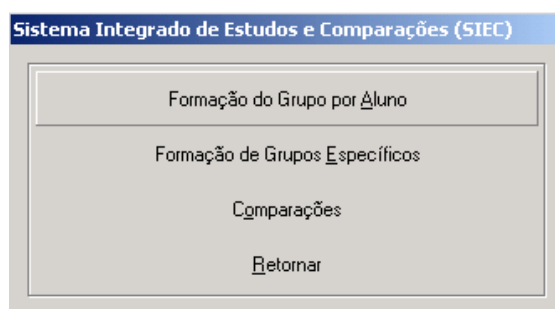 Sistema Integrado de Estudos e Comparações (SIEC)
Formação do Grupo por Aluno
Formação de Grupos Específicos
Comparações
Retornar